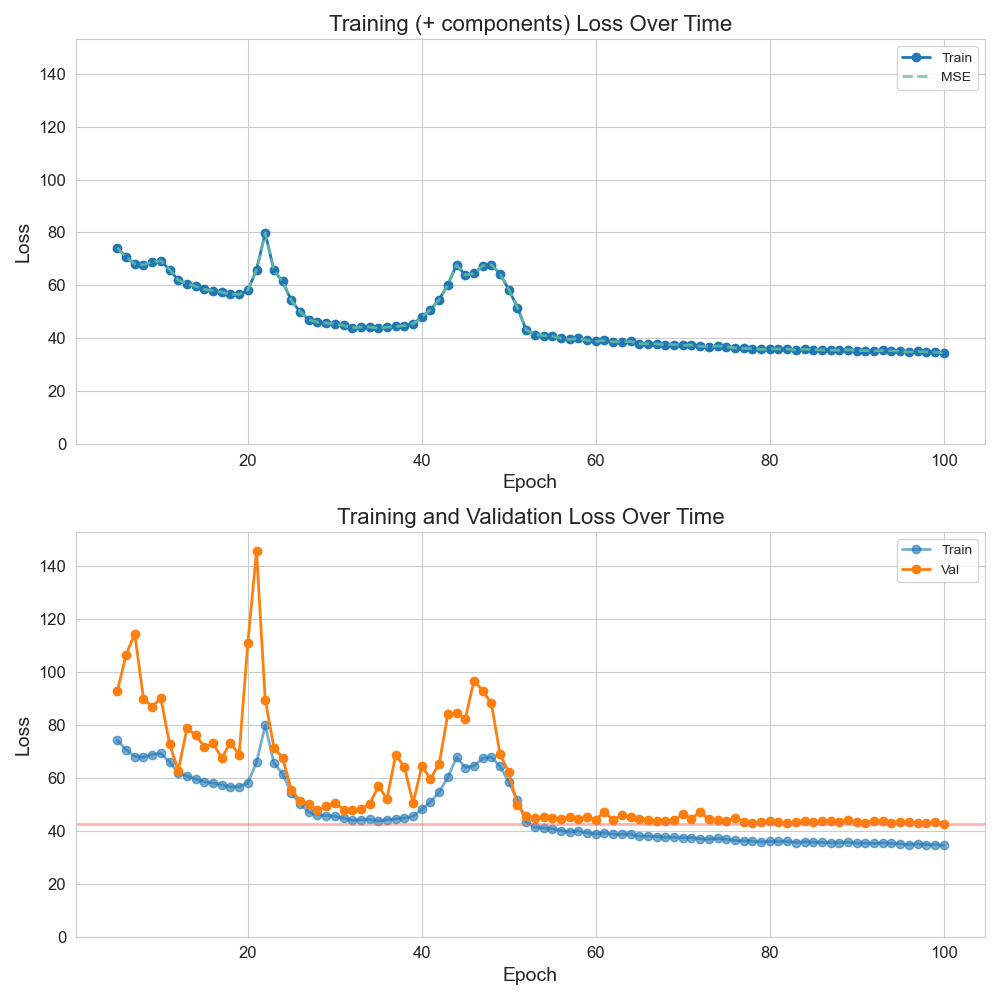 Training (+ components) Loss Over Time
Train
MSE
140
120
100
80
60
40
20
0
Loss
20 40 60 80 100
Epoch
Training and Validation Loss Over Time
Train
Val
140
120
100
80
60
40
20
0
Loss
20 40 60 80 100
Epoch